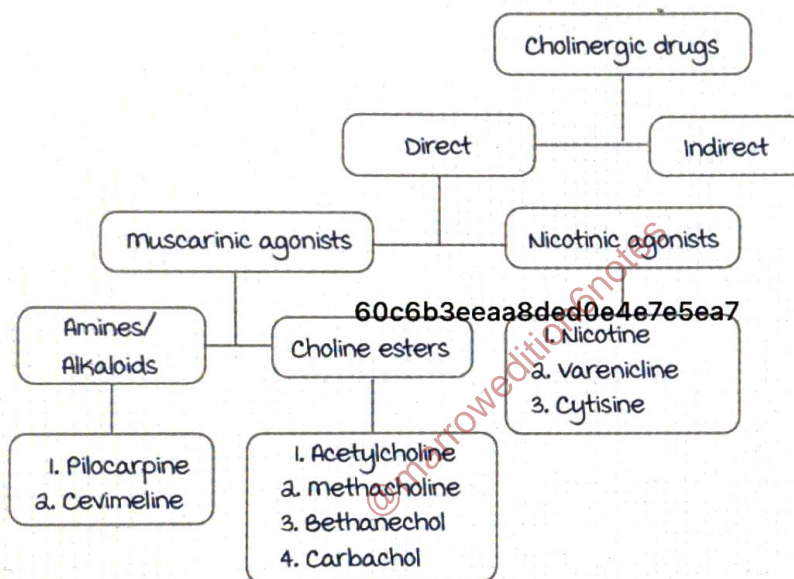 Cholinergic drugs
Direct
Indirect
muscarinic agonists
Nicotinic agonists
60c6b3eeaa8ded0e4e7e5ea7
Amines/
Alkaloids
Choline esters
1. Nicotine
2. Varenicline
3. Cytisine
1. Pilocarpine
2. Cevimeline
1. Acetylcholine
2. methacholine
3. Bethanechol
4. Carbachol
@marrowedition6notes